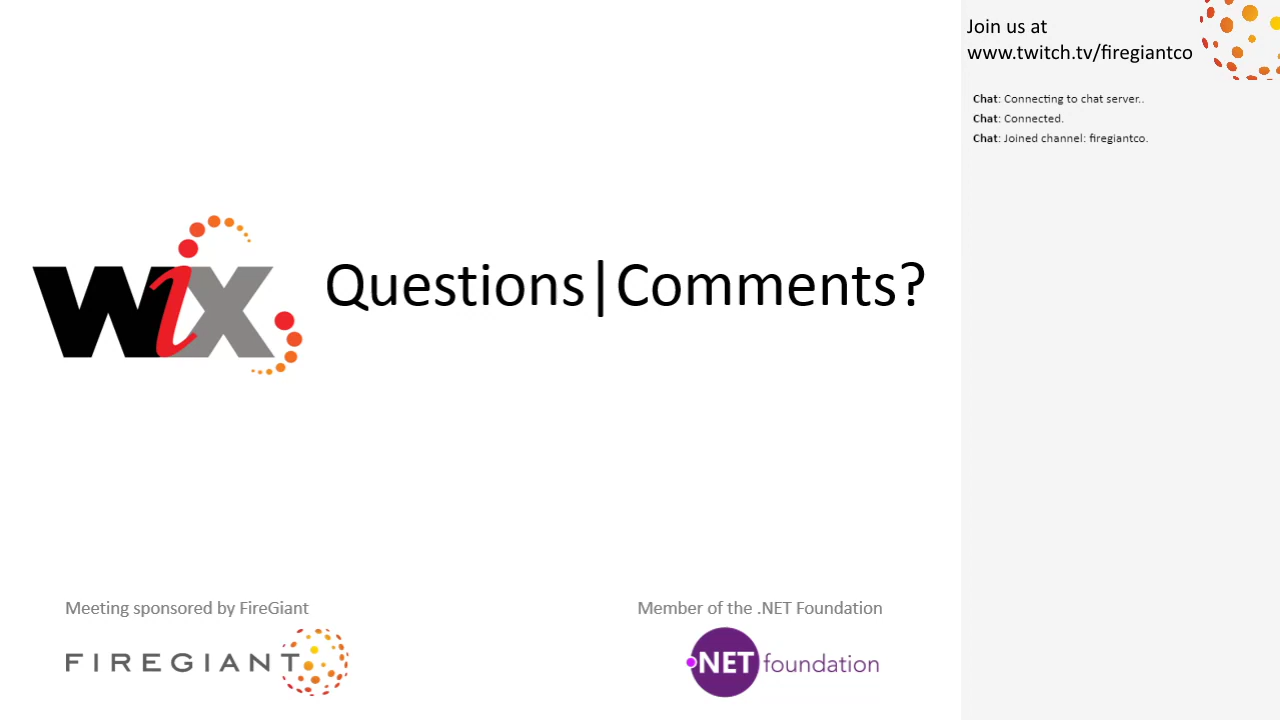 WiX
Questions|Comments?
Meeting sponsored by FireGiant
FIREGIANT
Member of the .NET Foundation
.NET foundation
Join us at
www.twitch.tv/firegiantco
Chat: Connecting to chat server..
Chat: Connected.
Chat: Joined channel: firegiantco.